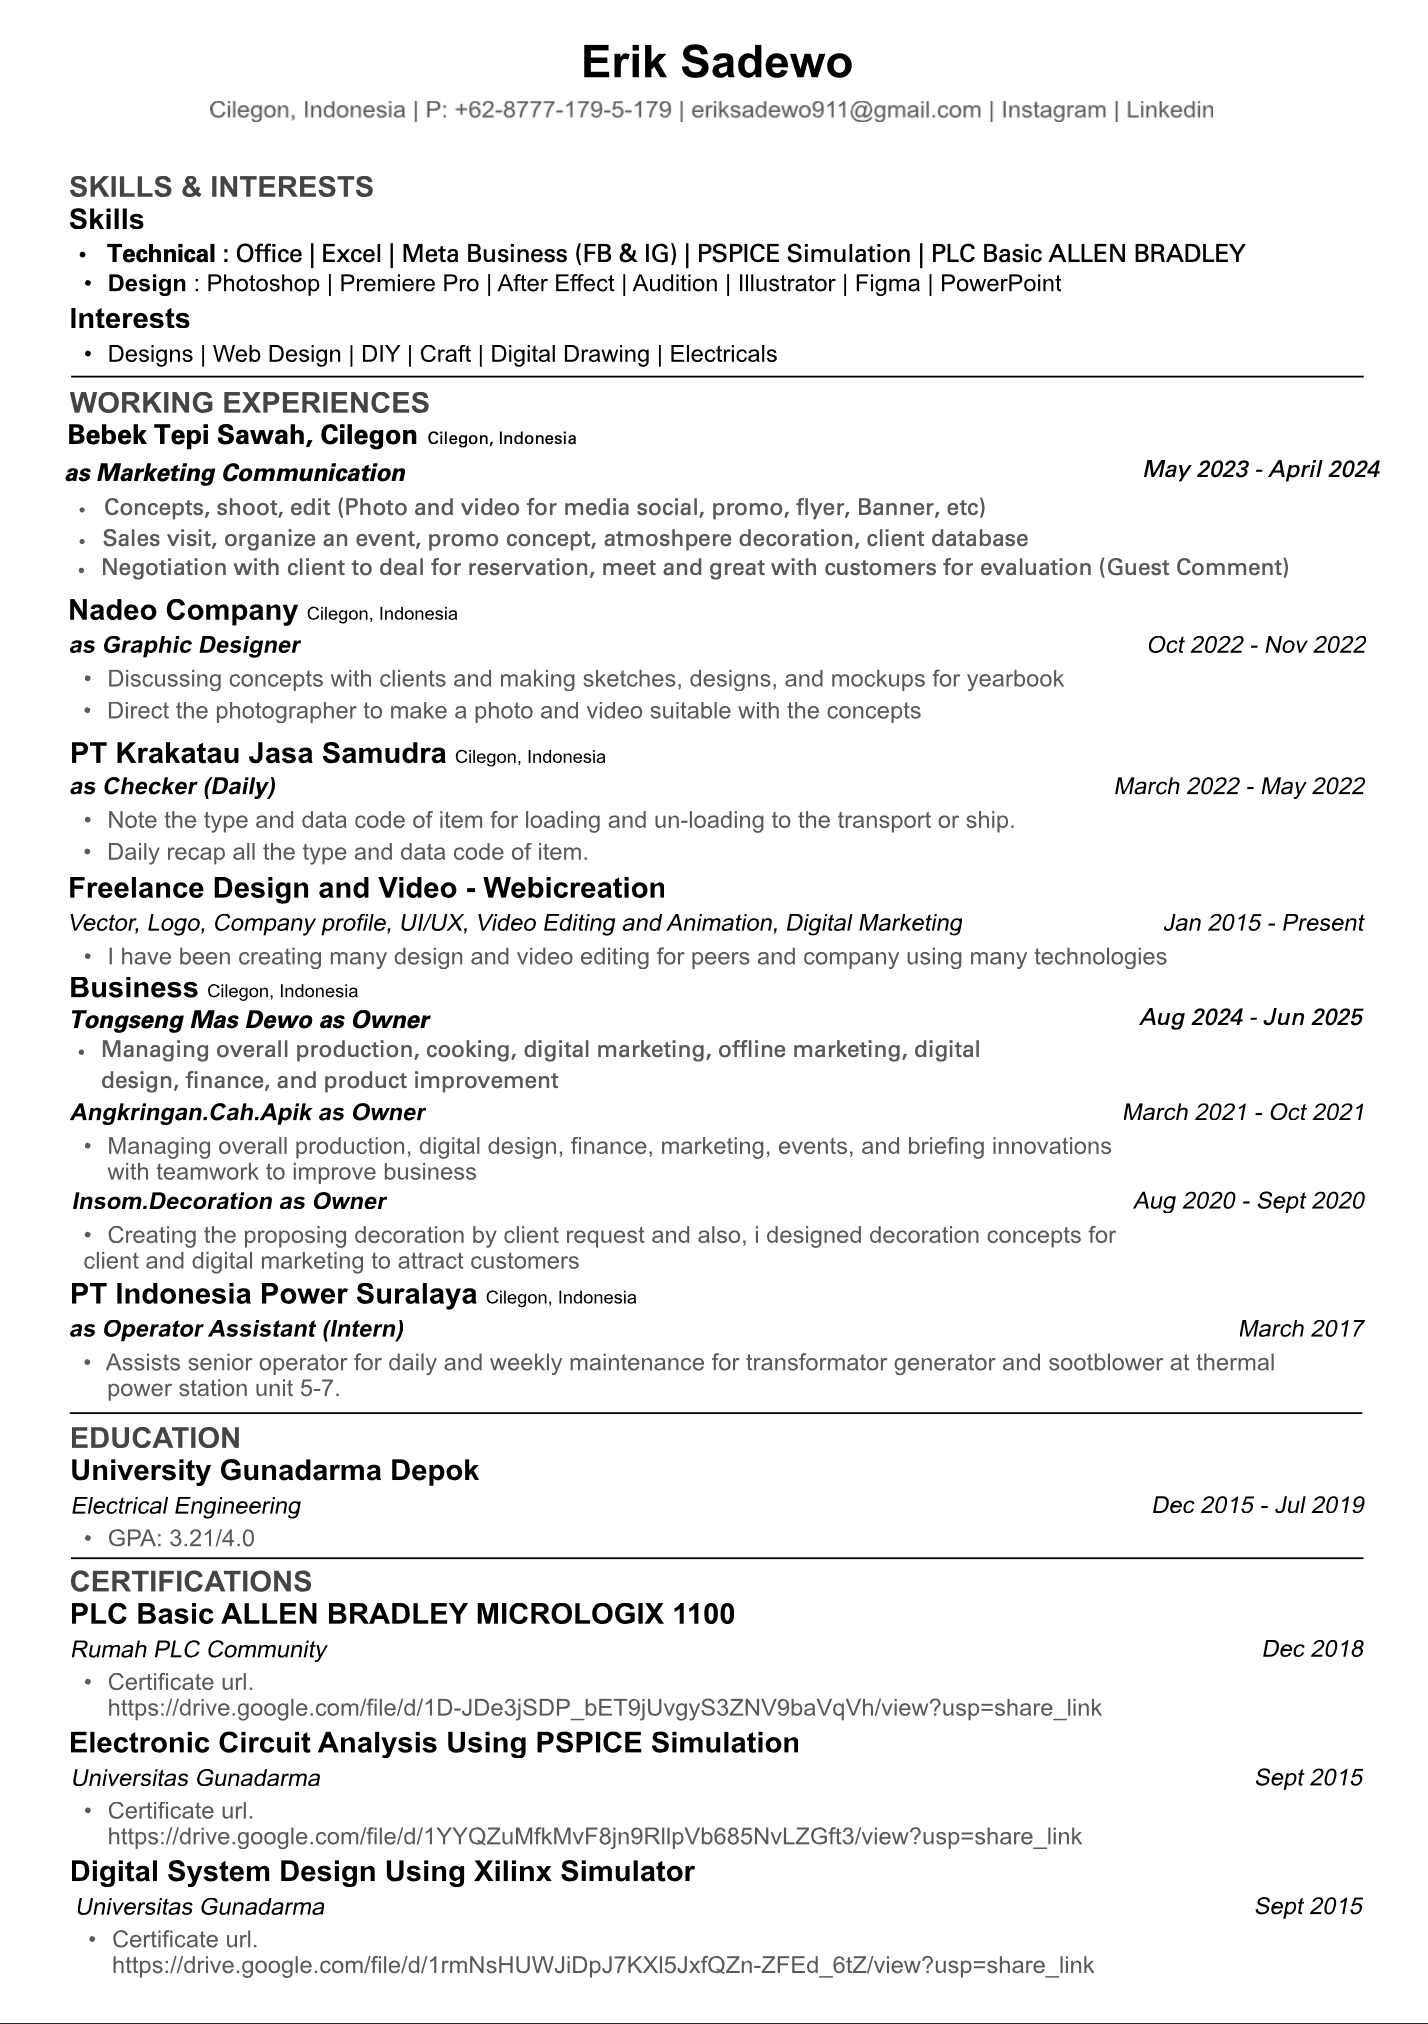 Erik Sadewo
Cilegon, Indonesia | P: +62-8777-179-5-179 | eriksadewo911@gmail.com | Instagram | Linkedin
SKILLS & INTERESTS
Skills
• Technical : Office | Excel | Meta Business (FB & IG) | PSPICE Simulation | PLC Basic ALLEN BRADLEY
• Design : Photoshop | Premiere Pro | After Effect | Audition | Illustrator | Figma | PowerPoint
Interests
• Designs | Web Design | DIY | Craft | Digital Drawing | Electricals
WORKING EXPERIENCES
Bebek Tepi Sawah, Cilegon Cilegon, Indonesia
as Marketing Communication May 2023 - April 2024
• Concepts, shoot, edit (Photo and video for media social, promo, flyer, Banner, etc)
• Sales visit, organize an event, promo concept, atmoshpere decoration, client database
• Negotiation with client to deal for reservation, meet and great with customers for evaluation (Guest Comment)
Nadeo Company Cilegon, Indonesia
as Graphic Designer Oct 2022 - Nov 2022
• Discussing concepts with clients and making sketches, designs, and mockups for yearbook
• Direct the photographer to make a photo and video suitable with the concepts
PT Krakatau Jasa Samudra Cilegon, Indonesia
as Checker (Daily) March 2022 - May 2022
• Note the type and data code of item for loading and un-loading to the transport or ship.
• Daily recap all the type and data code of item.
Freelance Design and Video - Webicreation
Vector, Logo, Company profile, UI/UX, Video Editing and Animation, Digital Marketing Jan 2015 - Present
• I have been creating many design and video editing for peers and company using many technologies
Business Cilegon, Indonesia
Tongseng Mas Dewo as Owner Aug 2024 - Jun 2025
• Managing overall production, cooking, digital marketing, offline marketing, digital
design, finance, and product improvement
Angkringan.Cah.Apik as Owner March 2021 - Oct 2021
• Managing overall production, digital design, finance, marketing, events, and briefing innovations
with teamwork to improve business
Insom.Decoration as Owner Aug 2020 - Sept 2020
• Creating the proposing decoration by client request and also, i designed decoration concepts for
client and digital marketing to attract customers
PT Indonesia Power Suralaya Cilegon, Indonesia
as Operator Assistant (Intern) March 2017
• Assists senior operator for daily and weekly maintenance for transformator generator and sootblower at thermal
power station unit 5-7.
EDUCATION
University Gunadarma Depok
Electrical Engineering Dec 2015 - Jul 2019
• GPA: 3.21/4.0
CERTIFICATIONS
PLC Basic ALLEN BRADLEY MICROLOGIX 1100
Rumah PLC Community Dec 2018
• Certificate url.
https://drive.google.com/file/d/1D-JDe3jSDP_bET9jUvgyS3ZNV9baVqVh/view?usp=share_link
Electronic Circuit Analysis Using PSPICE Simulation
Universitas Gunadarma Sept 2015
• Certificate url.
https://drive.google.com/file/d/1YYQZuMfkMvF8jn9RllpVb685NvLZGft3/view?usp=share_link
Digital System Design Using Xilinx Simulator
Universitas Gunadarma Sept 2015
• Certificate url.
https://drive.google.com/file/d/1rmNsHUWJiDpJ7KXl5JxfQZn-ZFEd_6tZ/view?usp=share_link